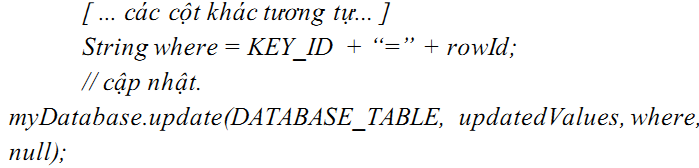 [ ... các cột khác tương tự... ]
String where = KEY_ID + “=” + rowId;
// cập nhật.
myDatabase.update(DATABASE_TABLE, updatedValues, where,
null);